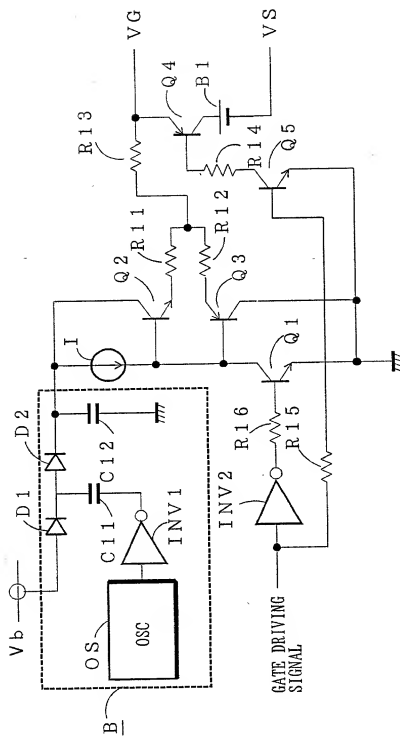 Vb
B
OS
OSC
INV1
D1
D2
C11
C12
I
Q2
Q3
R11
R12
R13
VG
Q4
B1
VS
R14
Q5
Q1
R16
R15
INV2
GATE DRIVING
SIGNAL